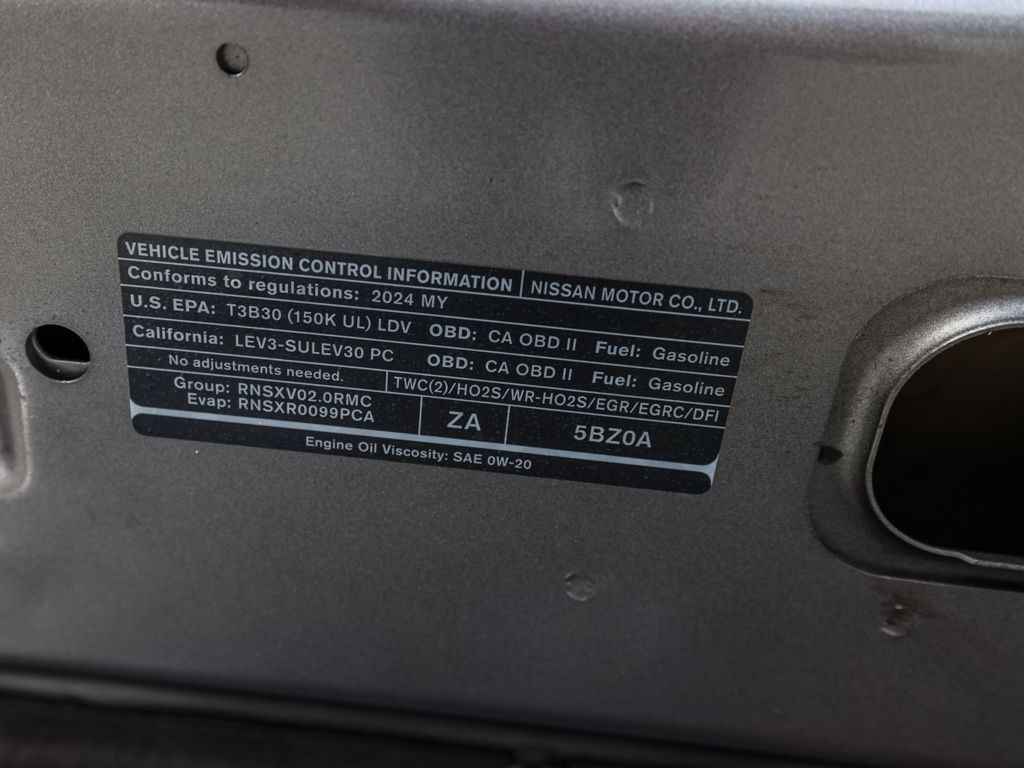 VEHICLE EMISSION CONTROL INFORMATION NISSAN MOTOR CO., LTD.
Conforms to regulations: 2024 MY
U.S. EPA: T3B30 (150K UL) LDV OBD: CA OBD II Fuel: Gasoline
California: LEV3-SULEV30 PC OBD: CA OBD II Fuel: Gasoline
No adjustments needed. TWC(2)/HO2S/WR-HO2S/EGR/EGRC/DFI
Group: RNSXV02.0RMC
Evap: RNSXR0099PCA ZA 5BZ0A
Engine Oil Viscosity: SAE 0W-20